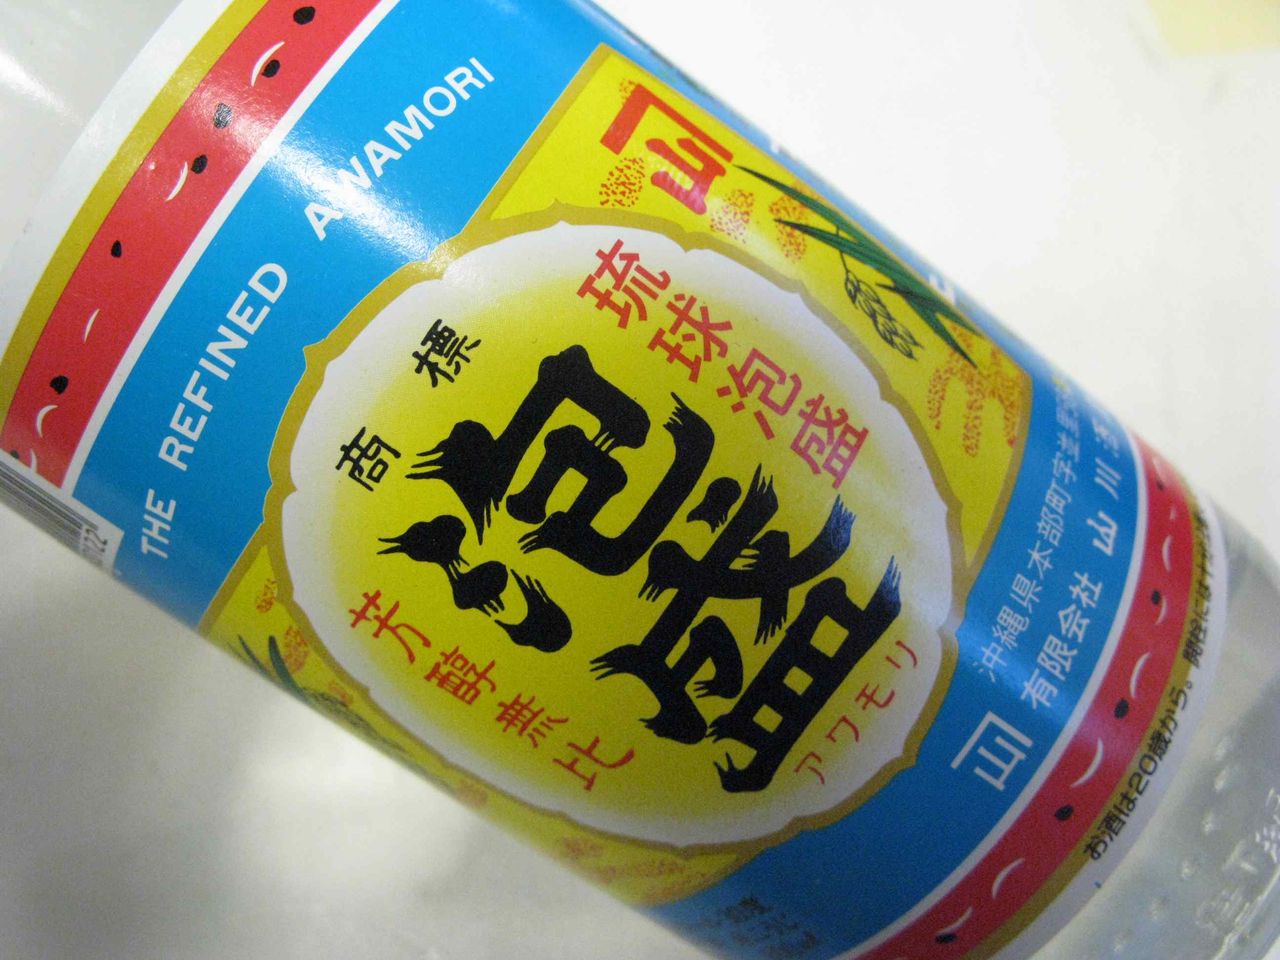 THE REFINED AWAMORI
山
琉球泡盛
商標
泡盛
アワモリ
芳醇無比
沖縄県本部町字並里
有限会社 山川酒
山
お酒は20歳から。